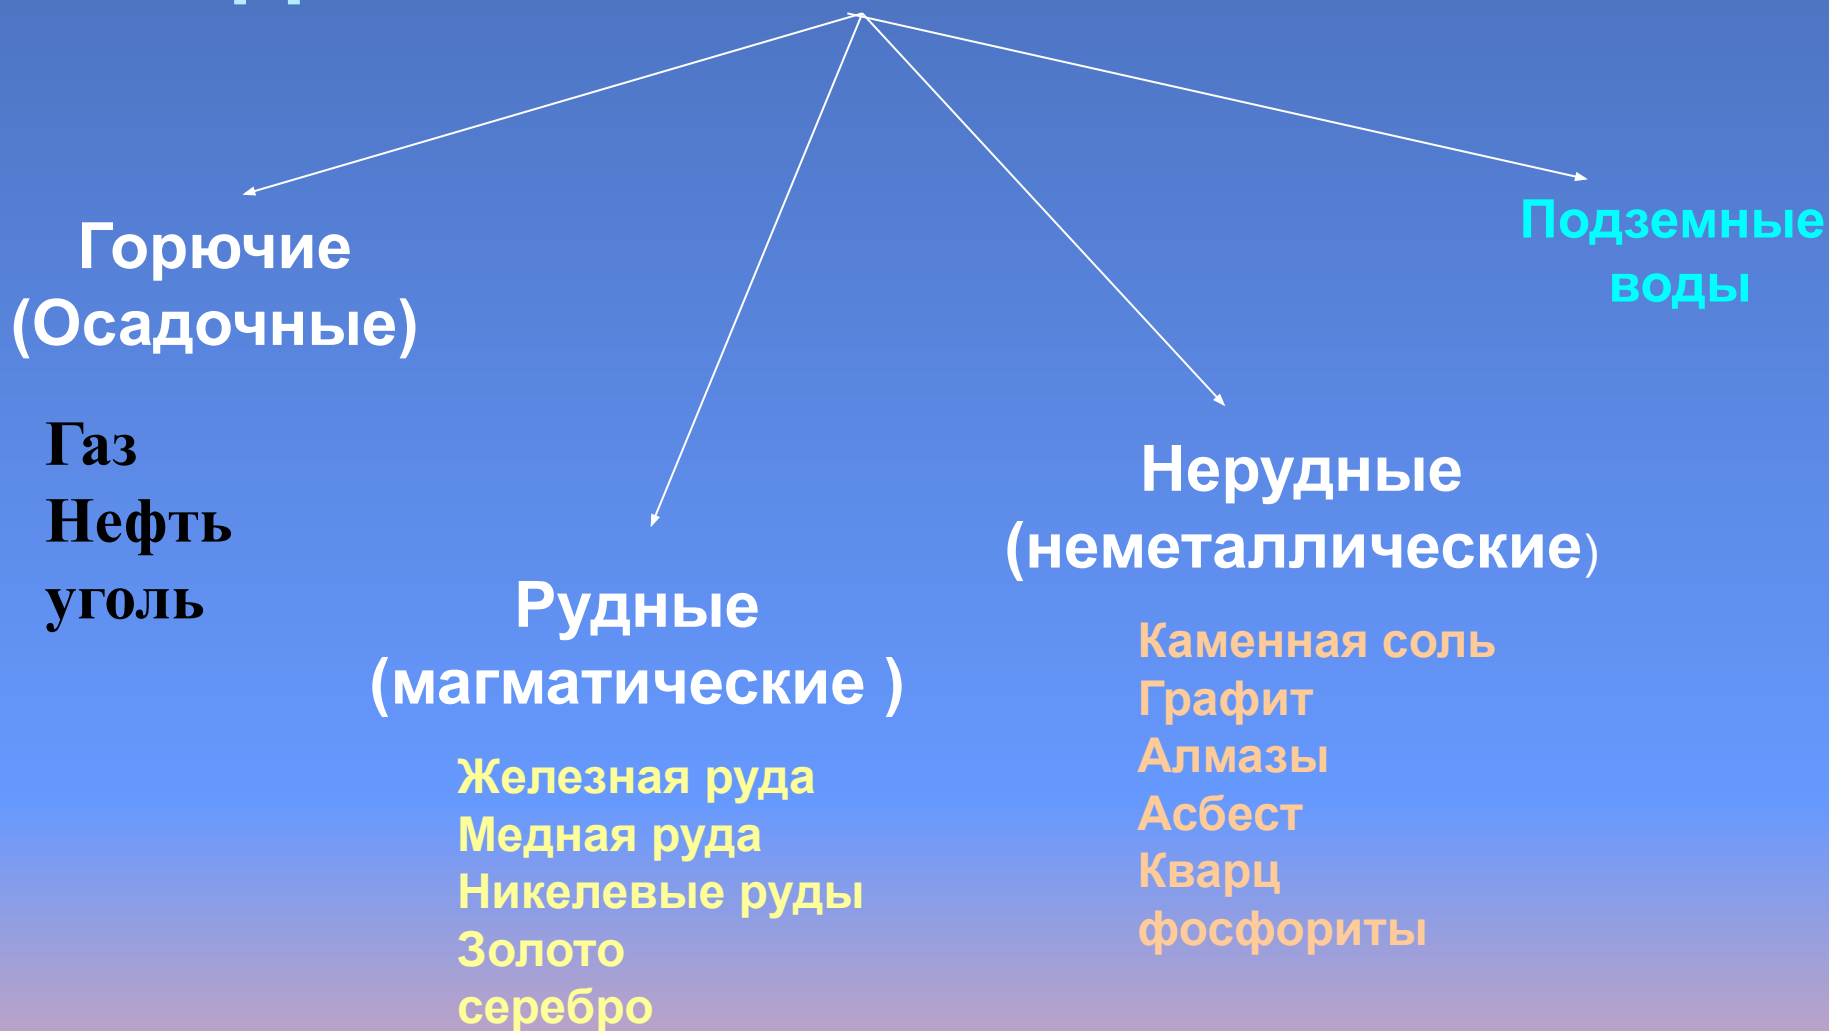 Горючие
(Осадочные)
Газ
Нефть
уголь
Рудные
(магматические )
Железная руда
Медная руда
Никелевые руды
Золото
серебро
Нерудные
(неметаллические)
Каменная соль
Графит
Алмазы
Асбест
Кварц
фосфориты
Подземные
воды